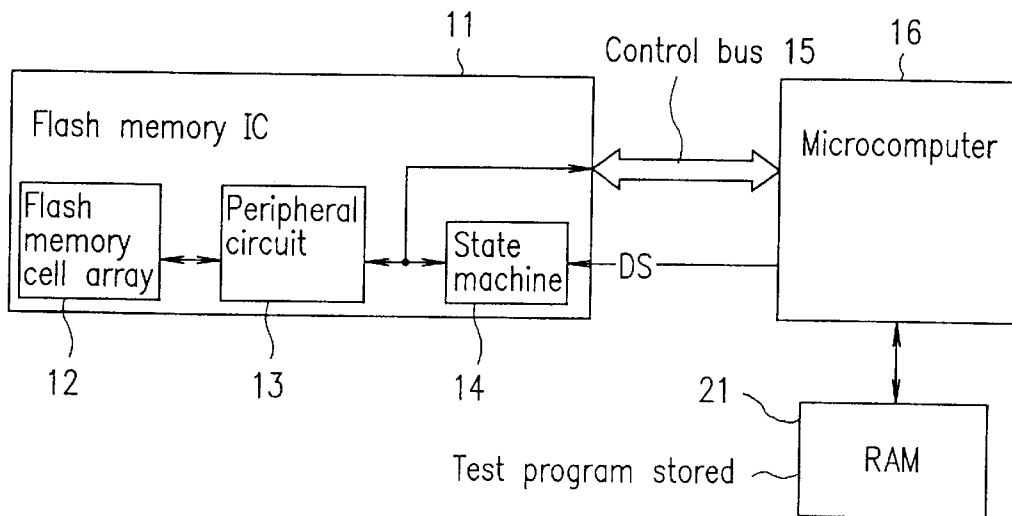 11
Control bus 15
16
Flash memory IC
Microcomputer
Flash
memory
cell array
Peripheral
circuit
State
machine
DS
12
13
14
21
RAM
Test program stored